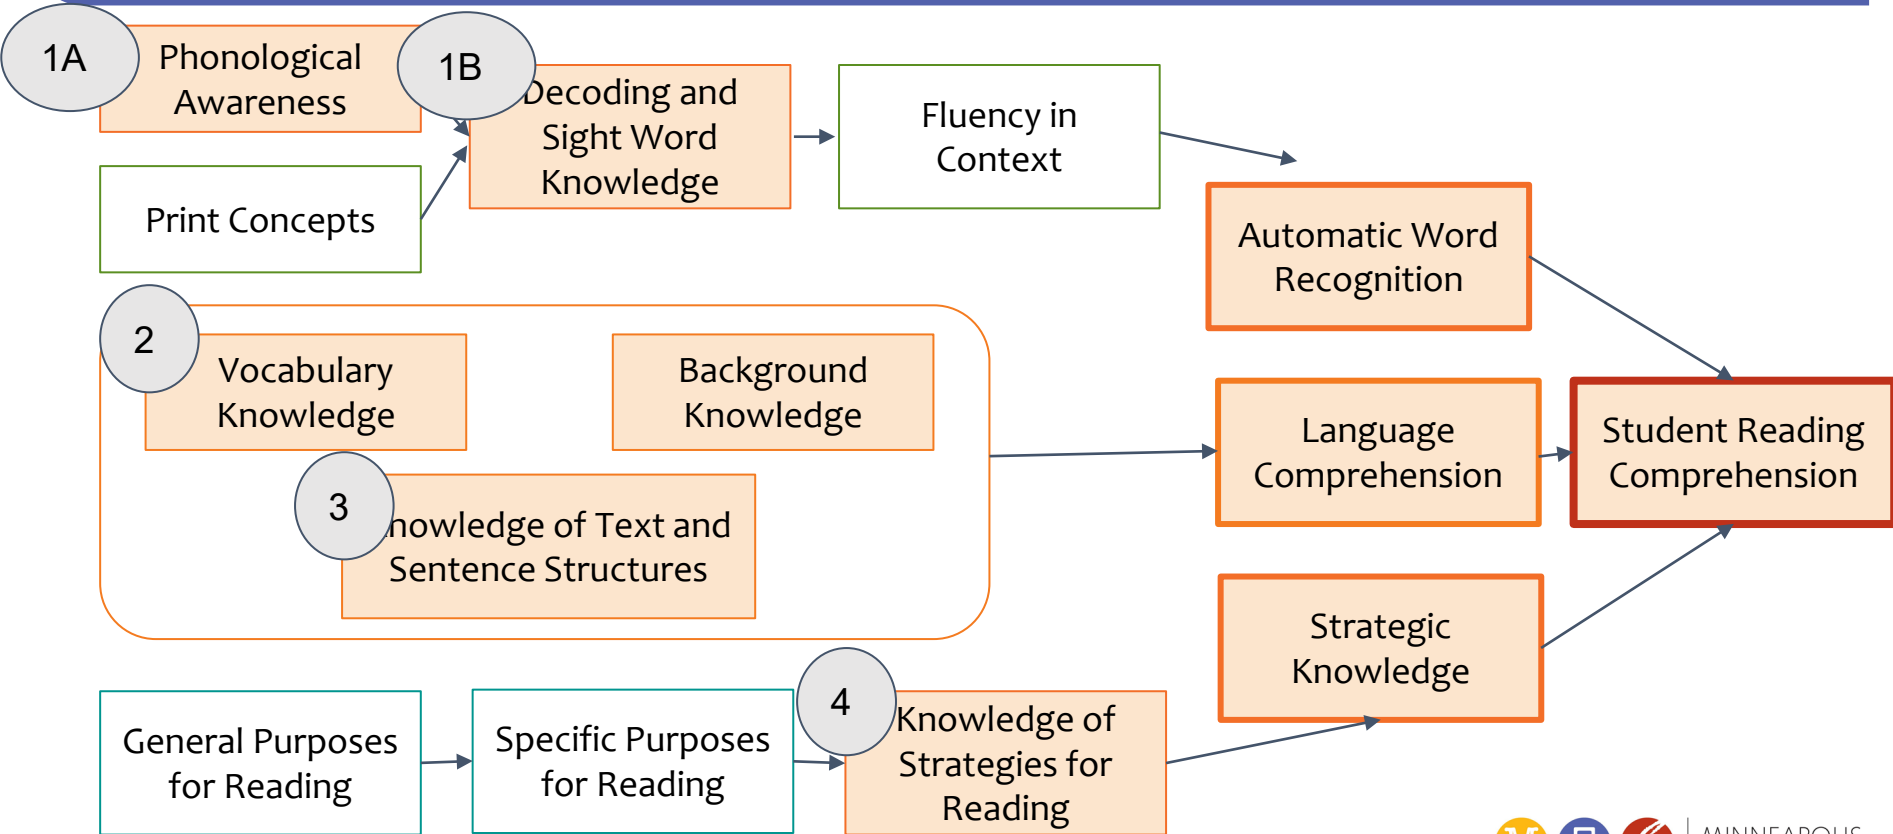 1A
Phonological
Awareness
1B
Decoding and
Sight Word
Knowledge
Fluency in
Context
Print Concepts
Automatic Word
Recognition
2
Vocabulary
Knowledge
Background
Knowledge
3
nowledge of Text and
Sentence Structures
Language
Comprehension
Student Reading
Comprehension
Strategic
Knowledge
General Purposes
for Reading
Specific Purposes
for Reading
4
Knowledge of
Strategies for
Reading
MINNEAPOLIS